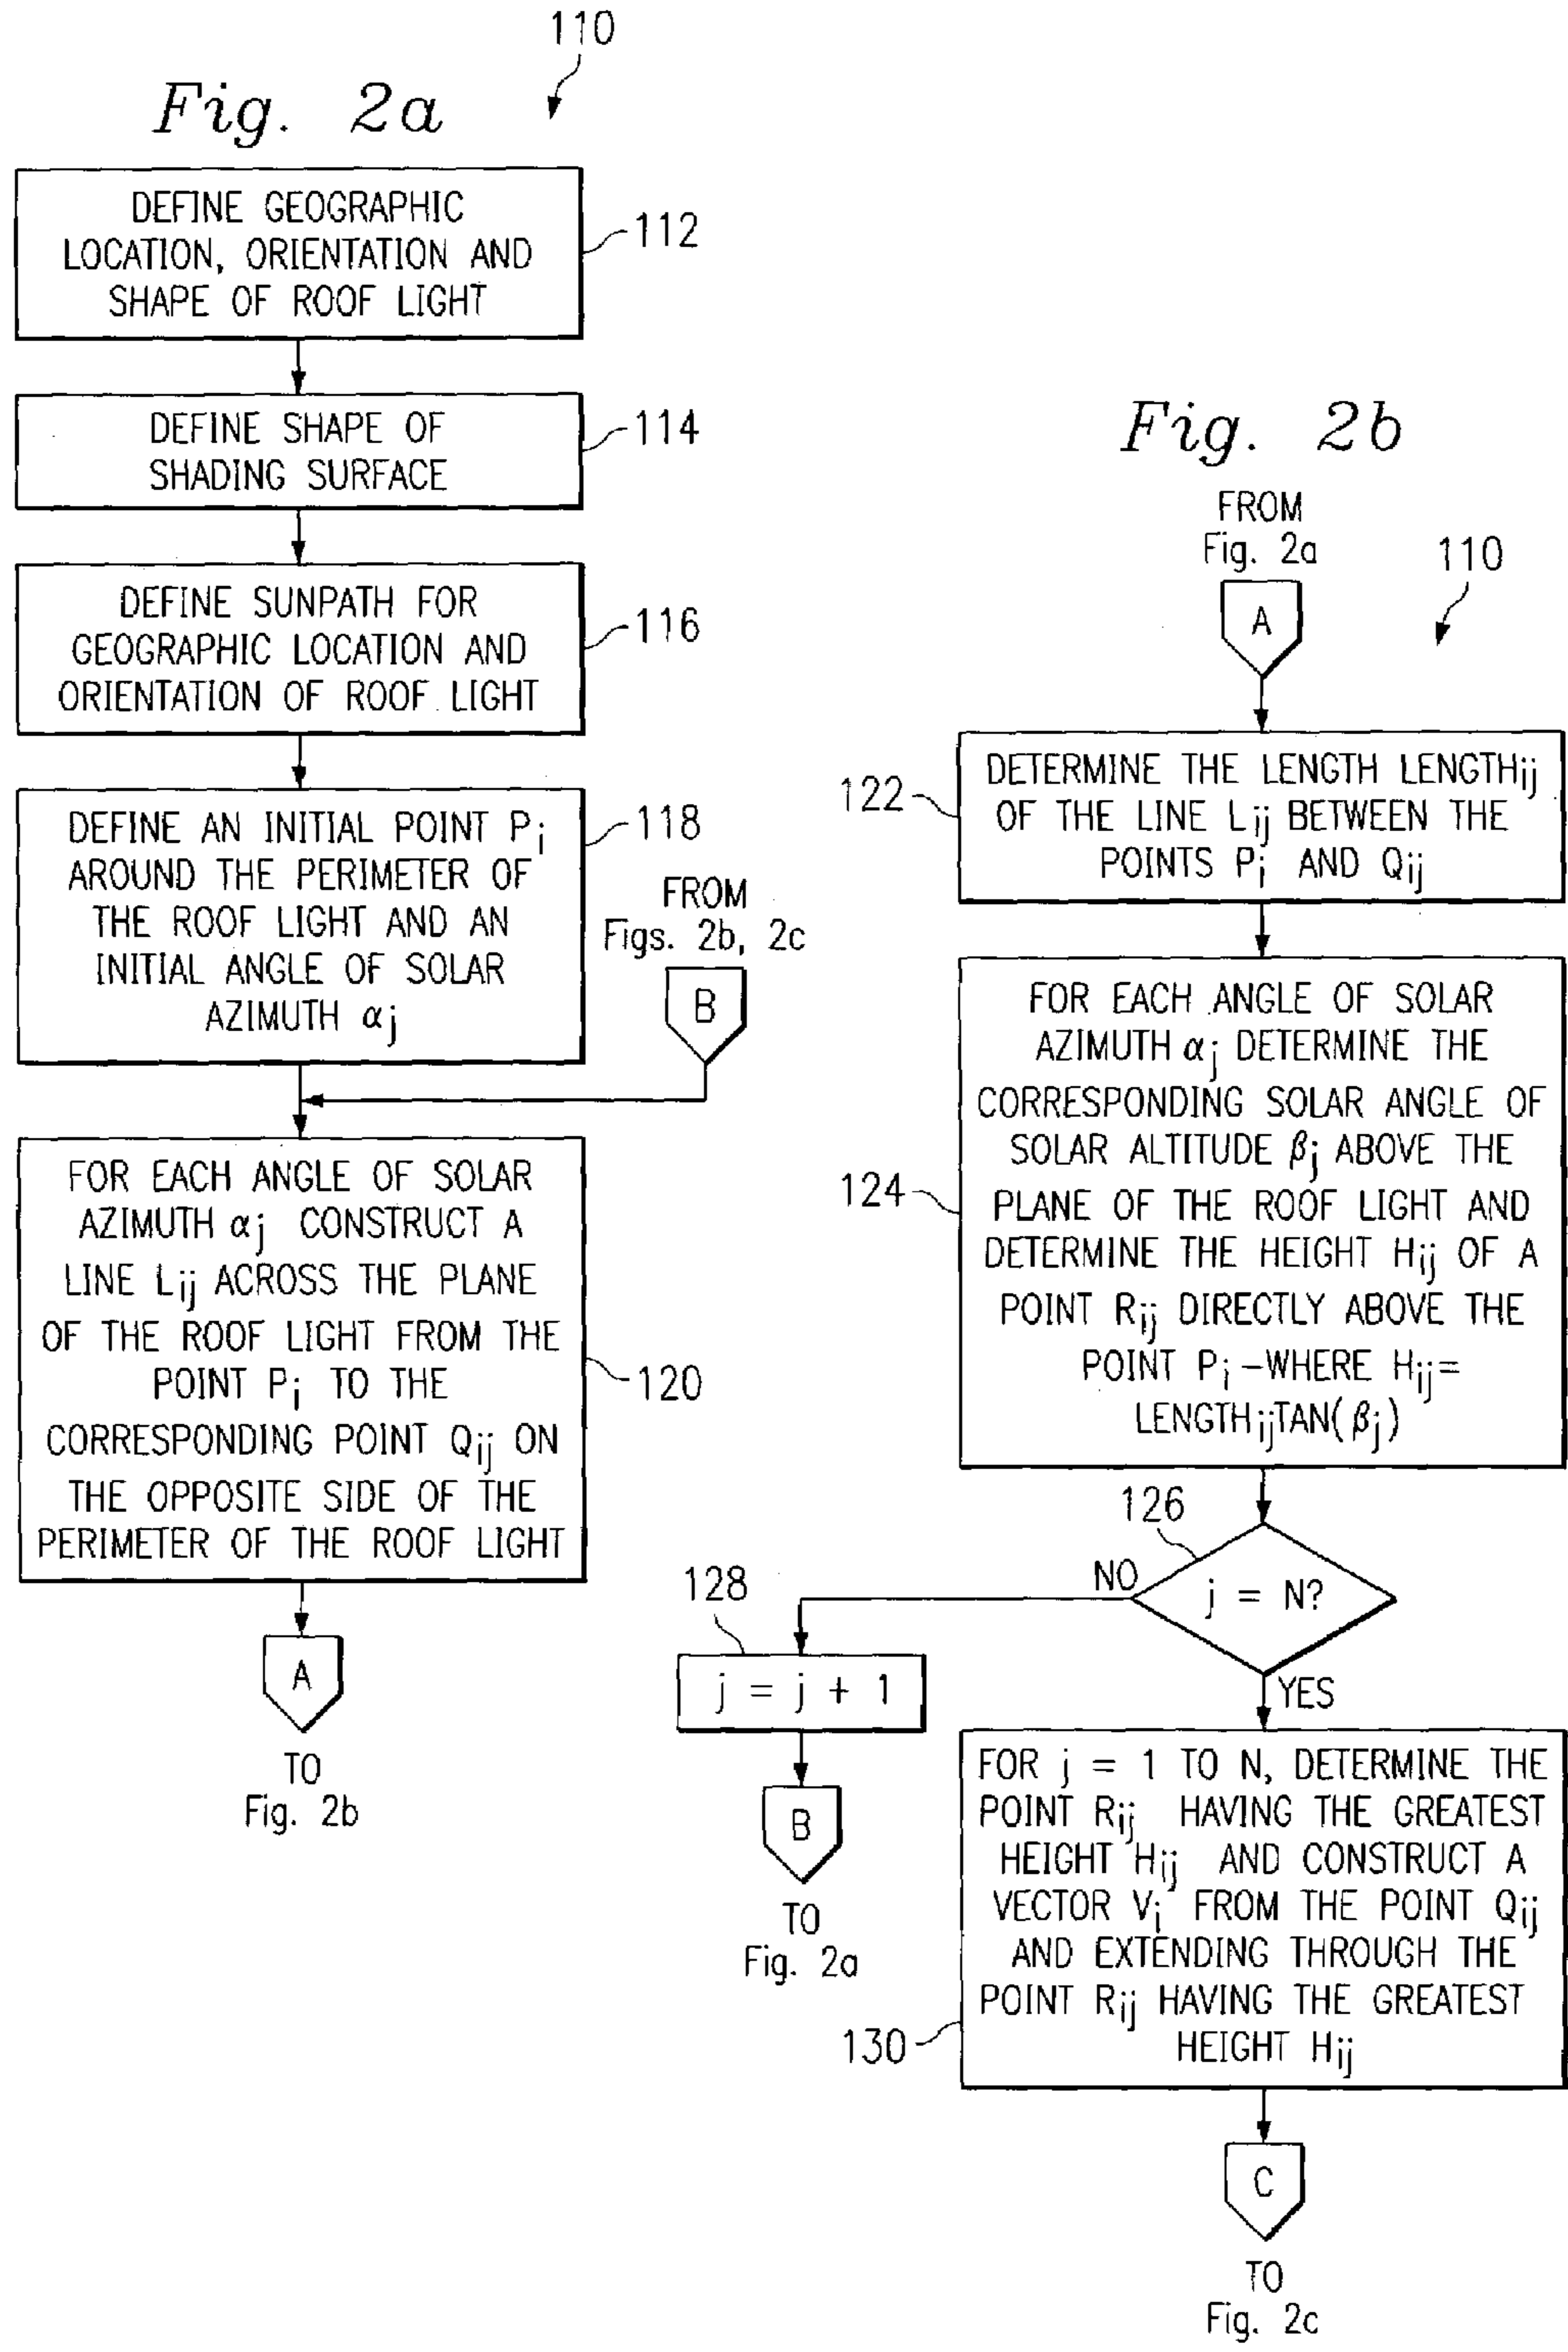 110
Fig. 2a
DEFINE GEOGRAPHIC
LOCATION, ORIENTATION AND
SHAPE OF ROOF LIGHT
112
DEFINE SHAPE OF
SHADING SURFACE
114
DEFINE SUNPATH FOR
GEOGRAPHIC LOCATION AND
ORIENTATION OF ROOF LIGHT
116
DEFINE AN INITIAL POINT Pi
AROUND THE PERIMETER OF
THE ROOF LIGHT AND AN
INITIAL ANGLE OF SOLAR
AZIMUTH αj
118
FROM
Figs. 2b, 2c
B
FOR EACH ANGLE OF SOLAR
AZIMUTH αj CONSTRUCT A
LINE Lij ACROSS THE PLANE
OF THE ROOF LIGHT FROM THE
POINT Pi TO THE
CORRESPONDING POINT Qij ON
THE OPPOSITE SIDE OF THE
PERIMETER OF THE ROOF LIGHT
120
A
TO
Fig. 2b
Fig. 2b
FROM
Fig. 2a
110
A
DETERMINE THE LENGTH LENGTHij
OF THE LINE Lij BETWEEN THE
POINTS Pi AND Qij
122
FOR EACH ANGLE OF SOLAR
AZIMUTH αj DETERMINE THE
CORRESPONDING SOLAR ANGLE OF
SOLAR ALTITUDE βj ABOVE THE
PLANE OF THE ROOF LIGHT AND
DETERMINE THE HEIGHT Hij OF A
POINT Rij DIRECTLY ABOVE THE
POINT Pi –WHERE Hij=
LENGTHijTAN(βj)
124
126
j = N?
NO
128
j = j + 1
B
TO
Fig. 2a
YES
FOR j = 1 TO N, DETERMINE THE
POINT Rij HAVING THE GREATEST
HEIGHT Hij AND CONSTRUCT A
VECTOR Vi FROM THE POINT Qij
AND EXTENDING THROUGH THE
POINT Rij HAVING THE GREATEST
HEIGHT Hij
130
C
TO
Fig. 2c